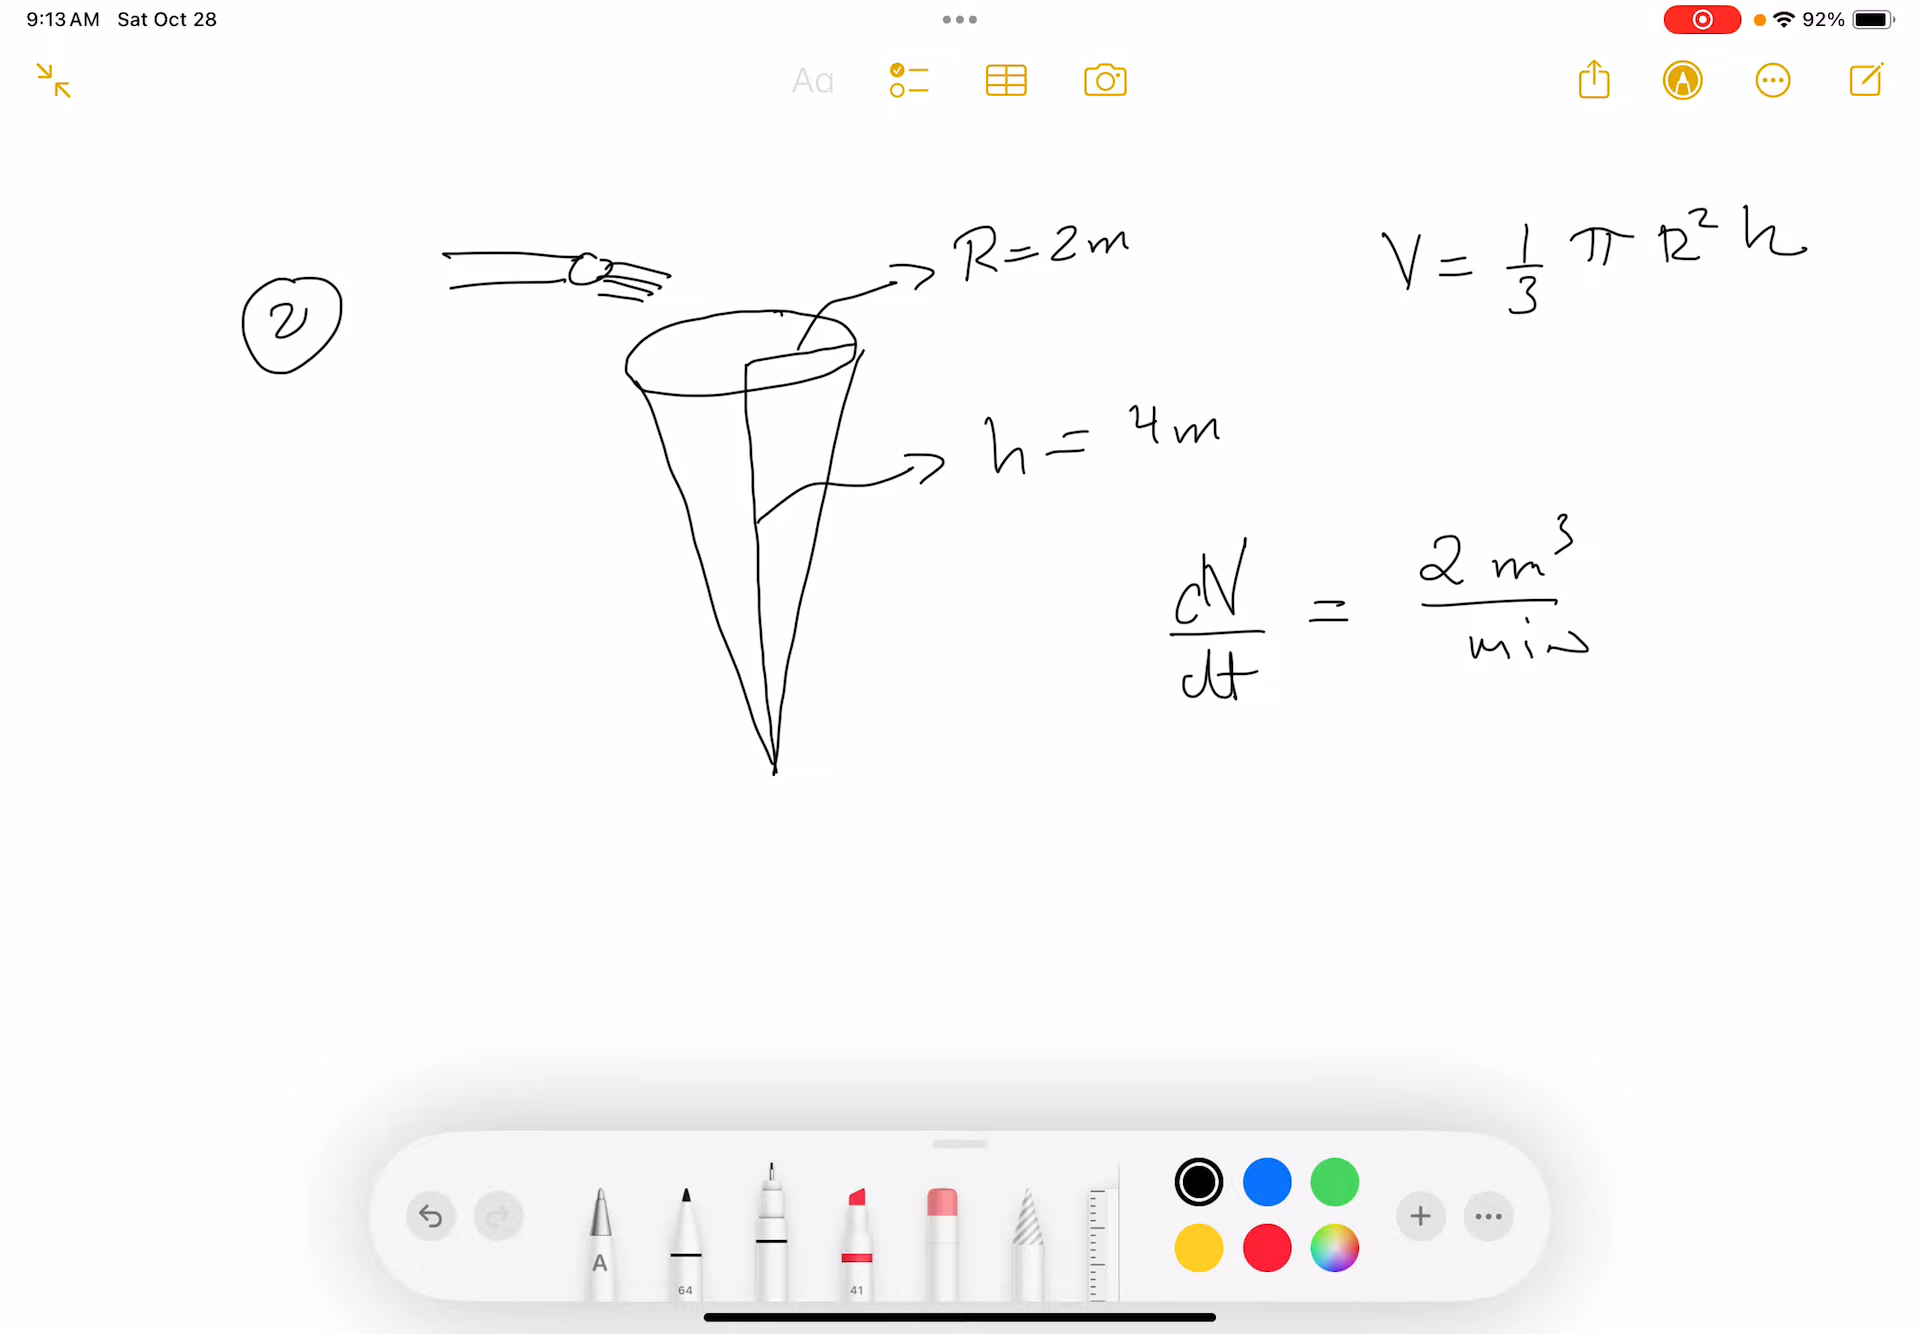 9:13 AM Sat Oct 28
92%
Aa
2
R = 2m
V = 1/3 π R² h
h = 4m
dV/dt = 2 m³/min
A
64
41